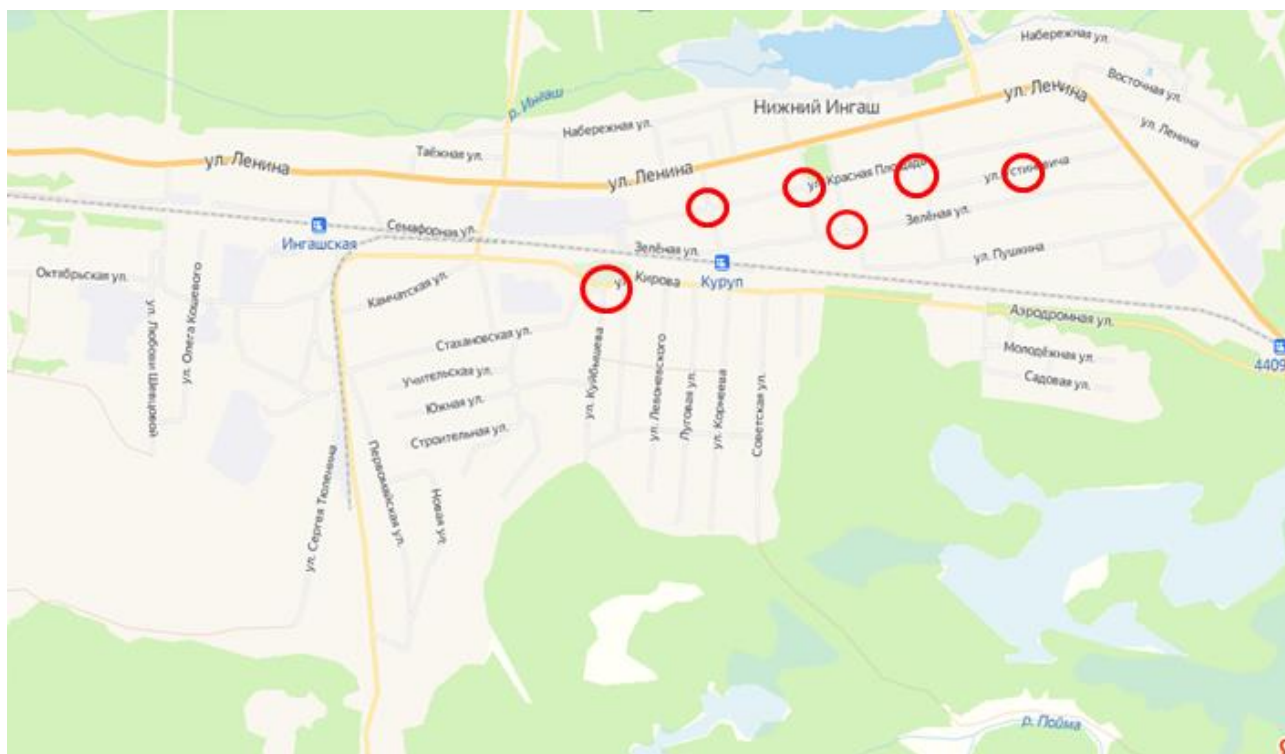 Набережная ул.
Восточная ул.
ул. Ленина
ул. Ленина
р. Ингаш
Нижний Ингаш
Набережная ул.
Таёжная ул.
ул. Ленина
ул. Ленина
ул. Красная Площадь
Зелёная ул.
Семафорная ул.
Ингашская
Зелёная ул.
ул. Пушкина
Октябрьская ул.
Камчатская ул.
ул. Кирова
Куруп
Аэродромная ул.
ул. Любови Шевцовой
ул. Олега Кошевого
Стахановская ул.
Молодёжная ул.
4409
Учительская ул.
Садовая ул.
Южная ул.
Строительная ул.
ул. Куйбышева
ул. Левоневского
Луговая ул.
ул. Корнеева
Советская ул.
ул. Сергея Тюленина
Первомайская ул.
Новая ул.
р. Пойма